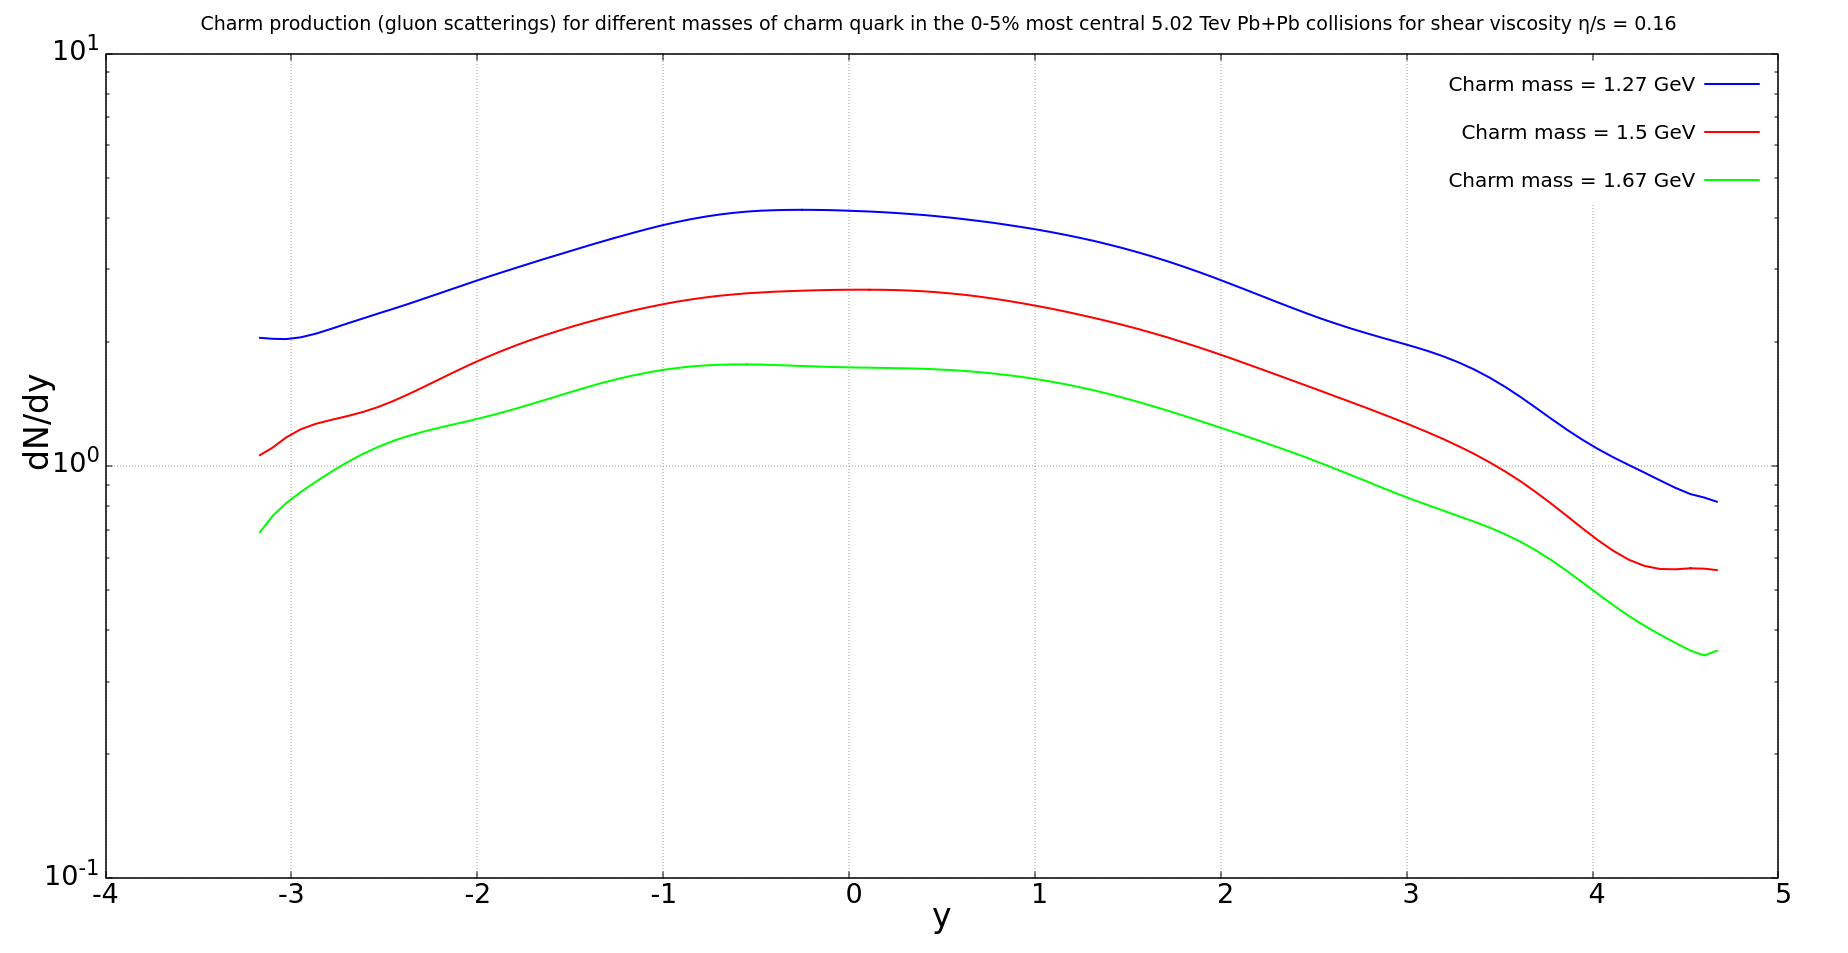 Charm production (gluon scatterings) for different masses of charm quark in the 0-5% most central 5.02 Tev Pb+Pb collisions for shear viscosity η/s = 0.16
10^1
Charm mass = 1.27 GeV
Charm mass = 1.5 GeV
Charm mass = 1.67 GeV
dN/dy
10^0
10^-1
-4 -3 -2 -1 0 1 2 3 4 5
y